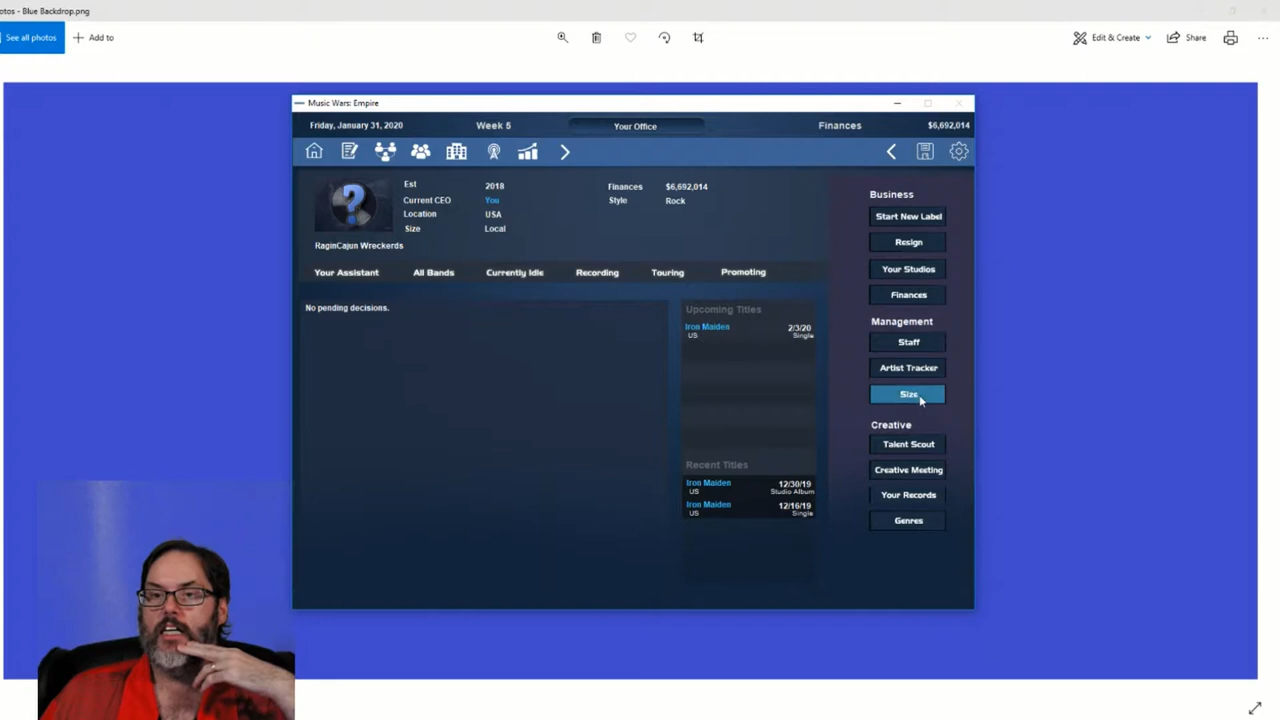 otos - Blue Backdrop.png
See all photos
Add to
Edit & Create
Share
Music Wars: Empire
Friday, January 31, 2020
Week 5
Your Office
Finances
$6,692,014
Est 2018
Current CEO You
Location USA
Size Local
Finances $6,692,014
Style Rock
RaginCajun Wreckerds
Your Assistant
All Bands
Currently Idle
Recording
Touring
Promoting
No pending decisions.
Upcoming Titles
Iron Maiden 2/3/20
US Single
Recent Titles
Iron Maiden 12/30/19
US Studio Album
Iron Maiden 12/16/19
US Single
Business
Start New Label
Resign
Your Studios
Finances
Management
Staff
Artist Tracker
Size
Creative
Talent Scout
Creative Meeting
Your Records
Genres